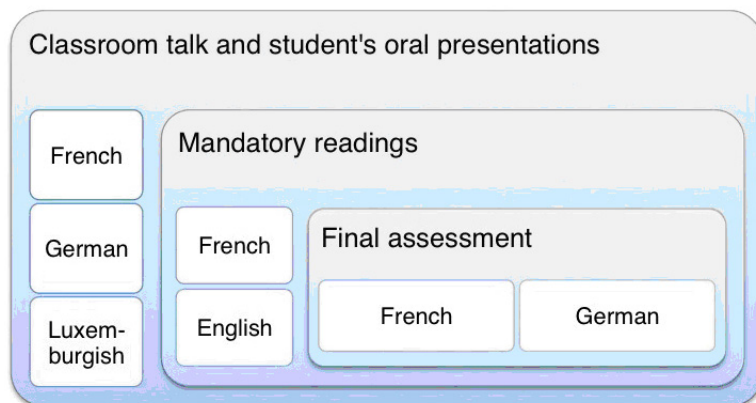 Classroom talk and student's oral presentations
French
German
Luxem-
burgish
Mandatory readings
French
English
Final assessment
French
German